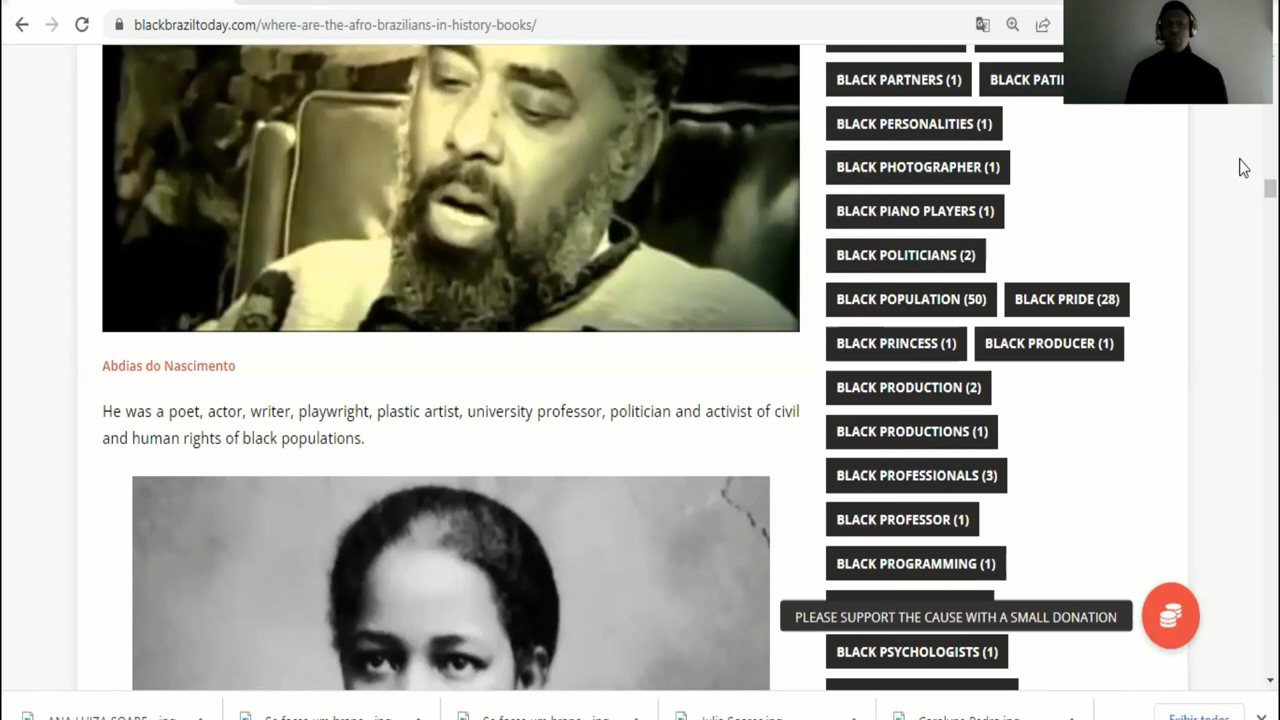 blackbraziltoday.com/where-are-the-afro-brazilians-in-history-books/
BLACK PARTNERS (1)
BLACK PERSONALITIES (1)
BLACK PHOTOGRAPHER (1)
BLACK PIANO PLAYERS (1)
BLACK POLITICIANS (2)
BLACK POPULATION (50) BLACK PRIDE (28)
BLACK PRINCESS (1) BLACK PRODUCER (1)
BLACK PRODUCTION (2)
BLACK PRODUCTIONS (1)
BLACK PROFESSIONALS (3)
BLACK PROFESSOR (1)
BLACK PROGRAMMING (1)
PLEASE SUPPORT THE CAUSE WITH A SMALL DONATION
BLACK PSYCHOLOGISTS (1)
Abdias do Nascimento
He was a poet, actor, writer, playwright, plastic artist, university professor, politician and activist of civil
and human rights of black populations.